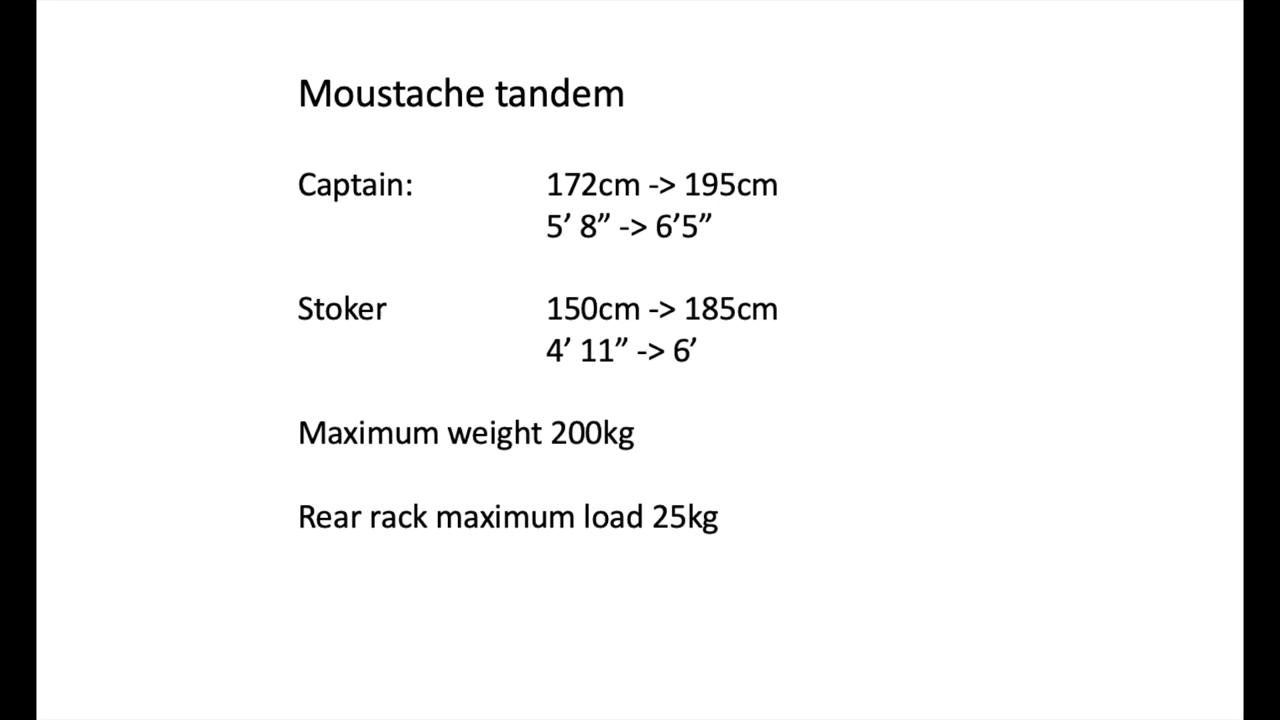 Moustache tandem
Captain: 172cm -> 195cm
5’ 8” -> 6’5”
Stoker 150cm -> 185cm
4’ 11” -> 6’
Maximum weight 200kg
Rear rack maximum load 25kg